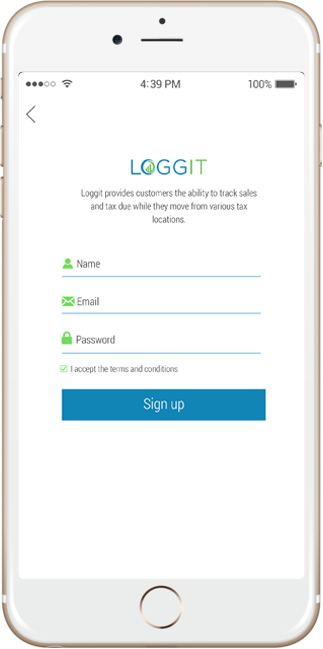 4:39 PM
100%
LOGGIT
Loggit provides customers the ability to track sales
and tax due while they move from various tax
locations.
Name
Email
Password
I accept the terms and conditions
Sign up